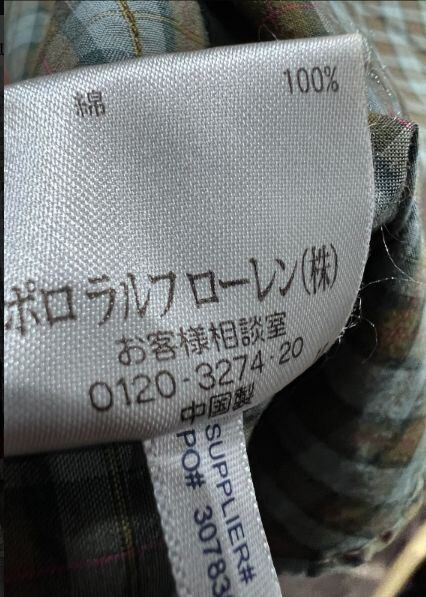 綿 100%
ポロ ラルフ ローレン(株)
お客様相談室
0120-3274-20
中国製
SUPPLIER#
PO# 30783